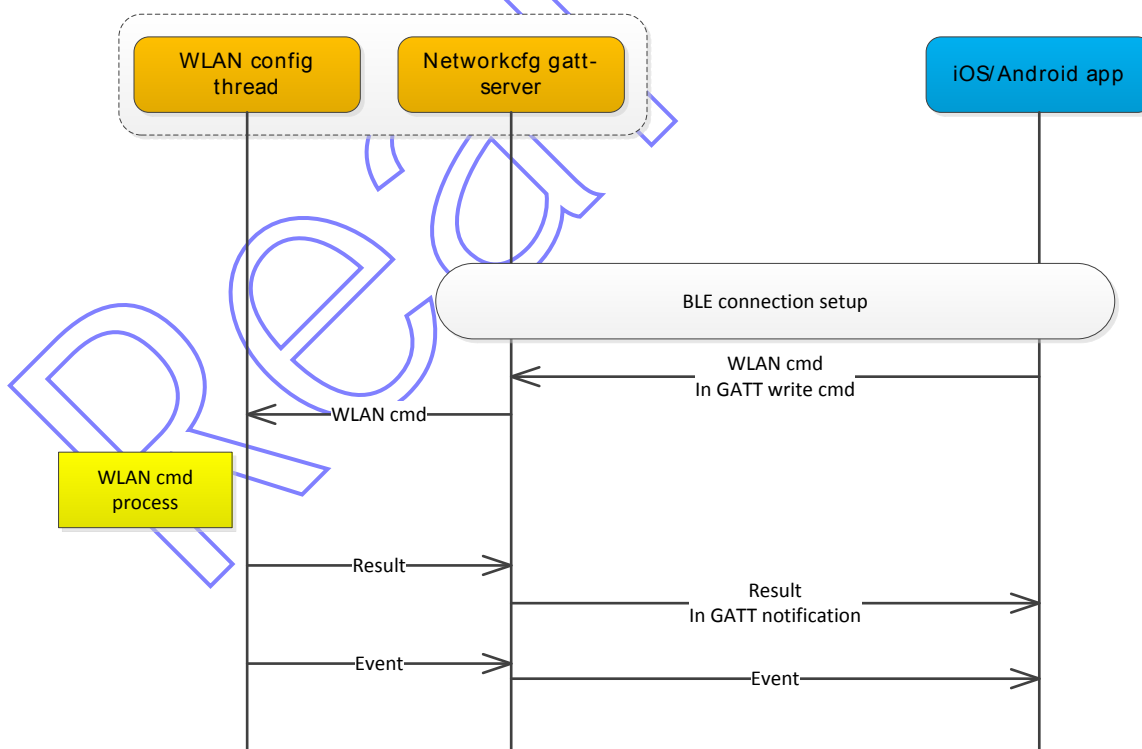 WLAN config
thread
Networkcfg gatt-
server
iOS/Android app
BLE connection setup
WLAN cmd
In GATT write cmd
WLAN cmd
WLAN cmd
process
Result
Result
In GATT notification
Event
Event